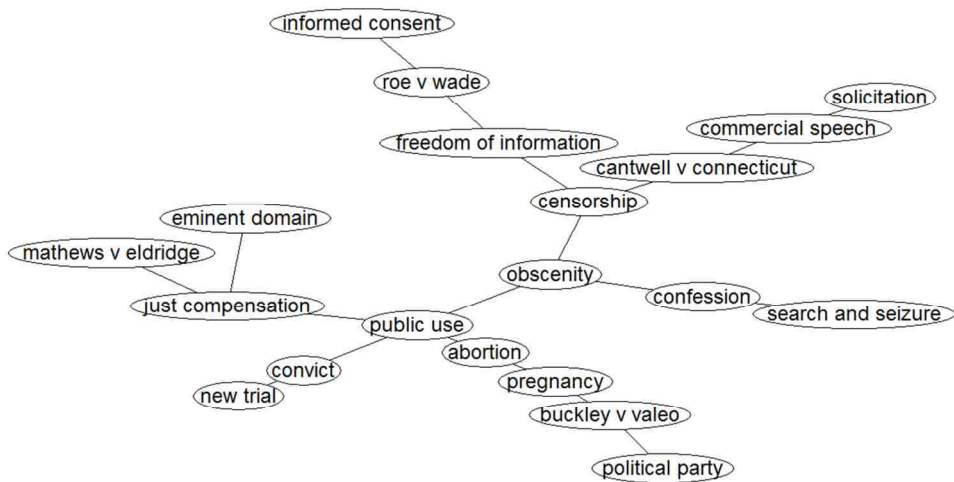 informed consent
roe v wade
solicitation
commercial speech
freedom of information
cantwell v connecticut
censorship
eminent domain
mathews v eldridge
obscenity
confession
just compensation
search and seizure
public use
abortion
convict
pregnancy
new trial
buckley v valeo
political party